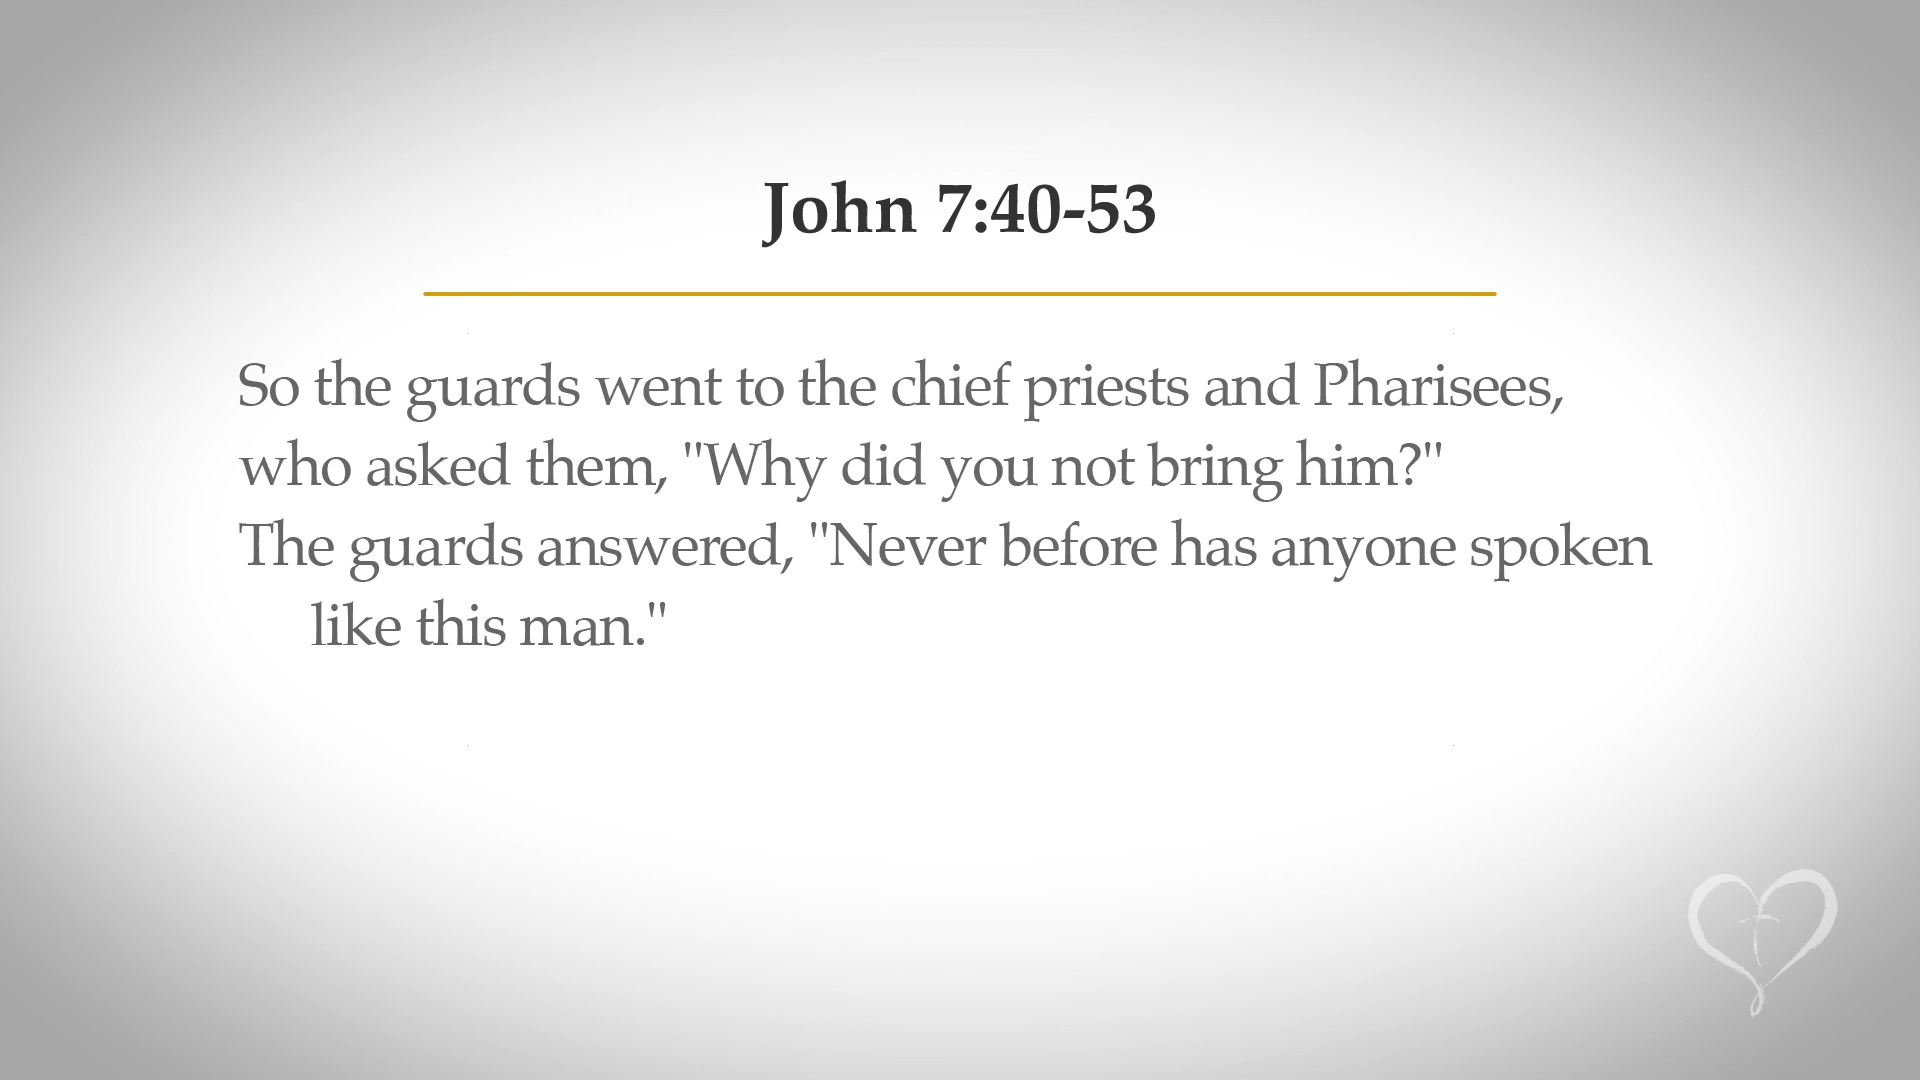 John 7:40-53
So the guards went to the chief priests and Pharisees,
who asked them, "Why did you not bring him?"
The guards answered, "Never before has anyone spoken
like this man."